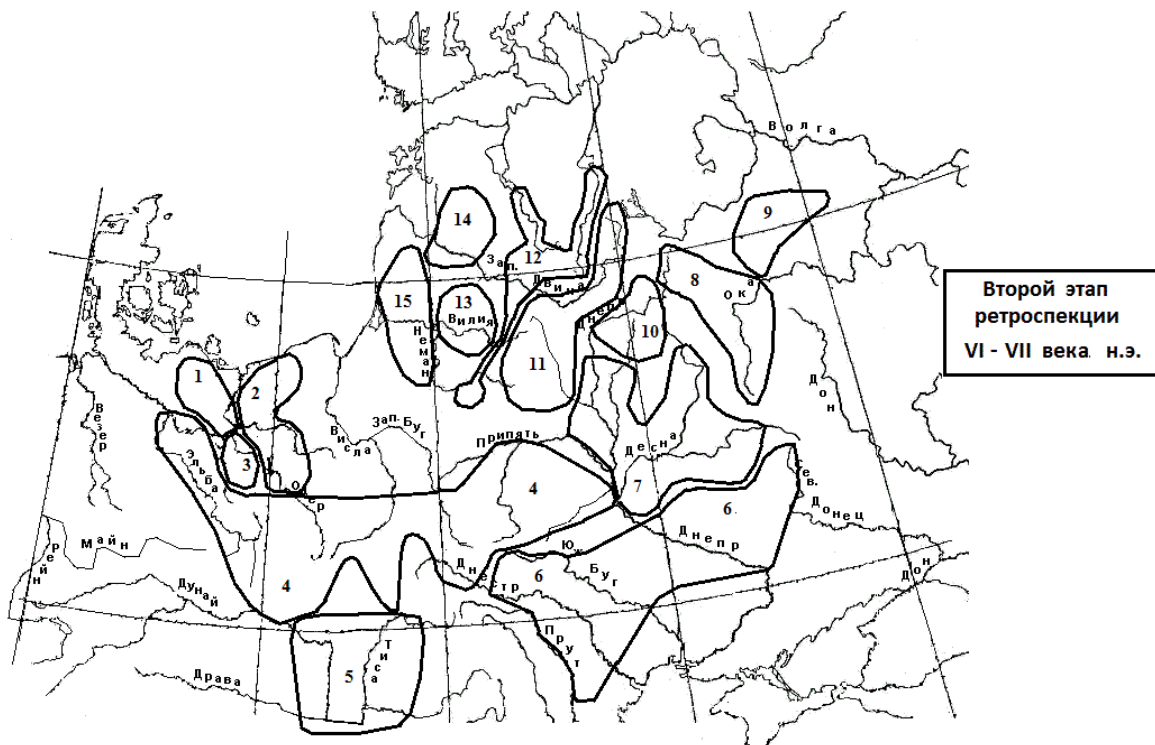 Волга
14
9
Зап.
12
Двина
8
Ока
15
13
Вилия
Днепр
10
Неман
11
Второй этап
ретроспекции
VI - VII века н.э.
1
2
Везер
Висла
Зап.Буг
Припять
Десна
Дон
3
Эльба
Одер
4
7
Сев.
Донец
6
Майн
Рейн
Днепр
Юж.
Буг
Днестр
6
Дон
4
Дунай
Прут
Тиса
5
Драва